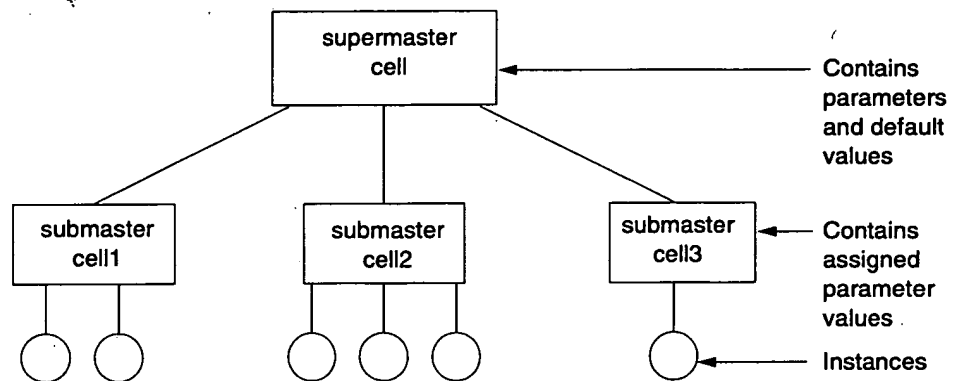 supermaster
cell
Contains
parameters
and default
values
submaster
cell1
submaster
cell2
submaster
cell3
Contains
assigned
parameter
values
Instances